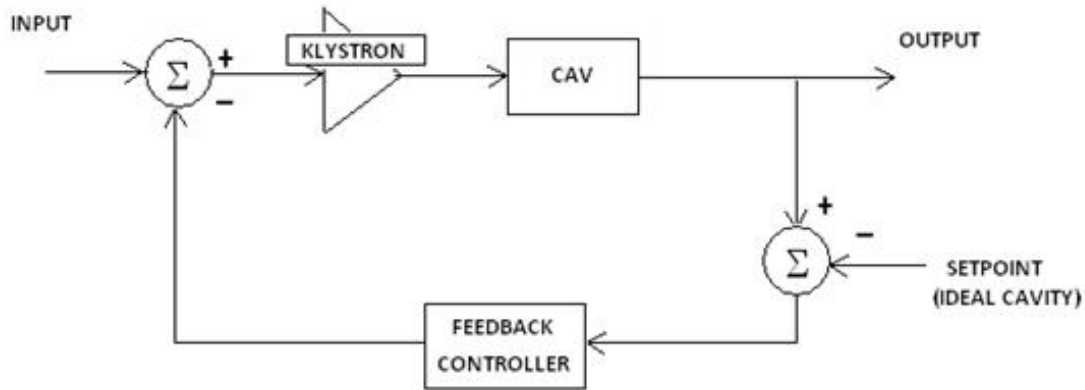 INPUT
KLYSTRON
CAV
OUTPUT
Σ
+
−
+
−
Σ
SETPOINT
(IDEAL CAVITY)
FEEDBACK
CONTROLLER